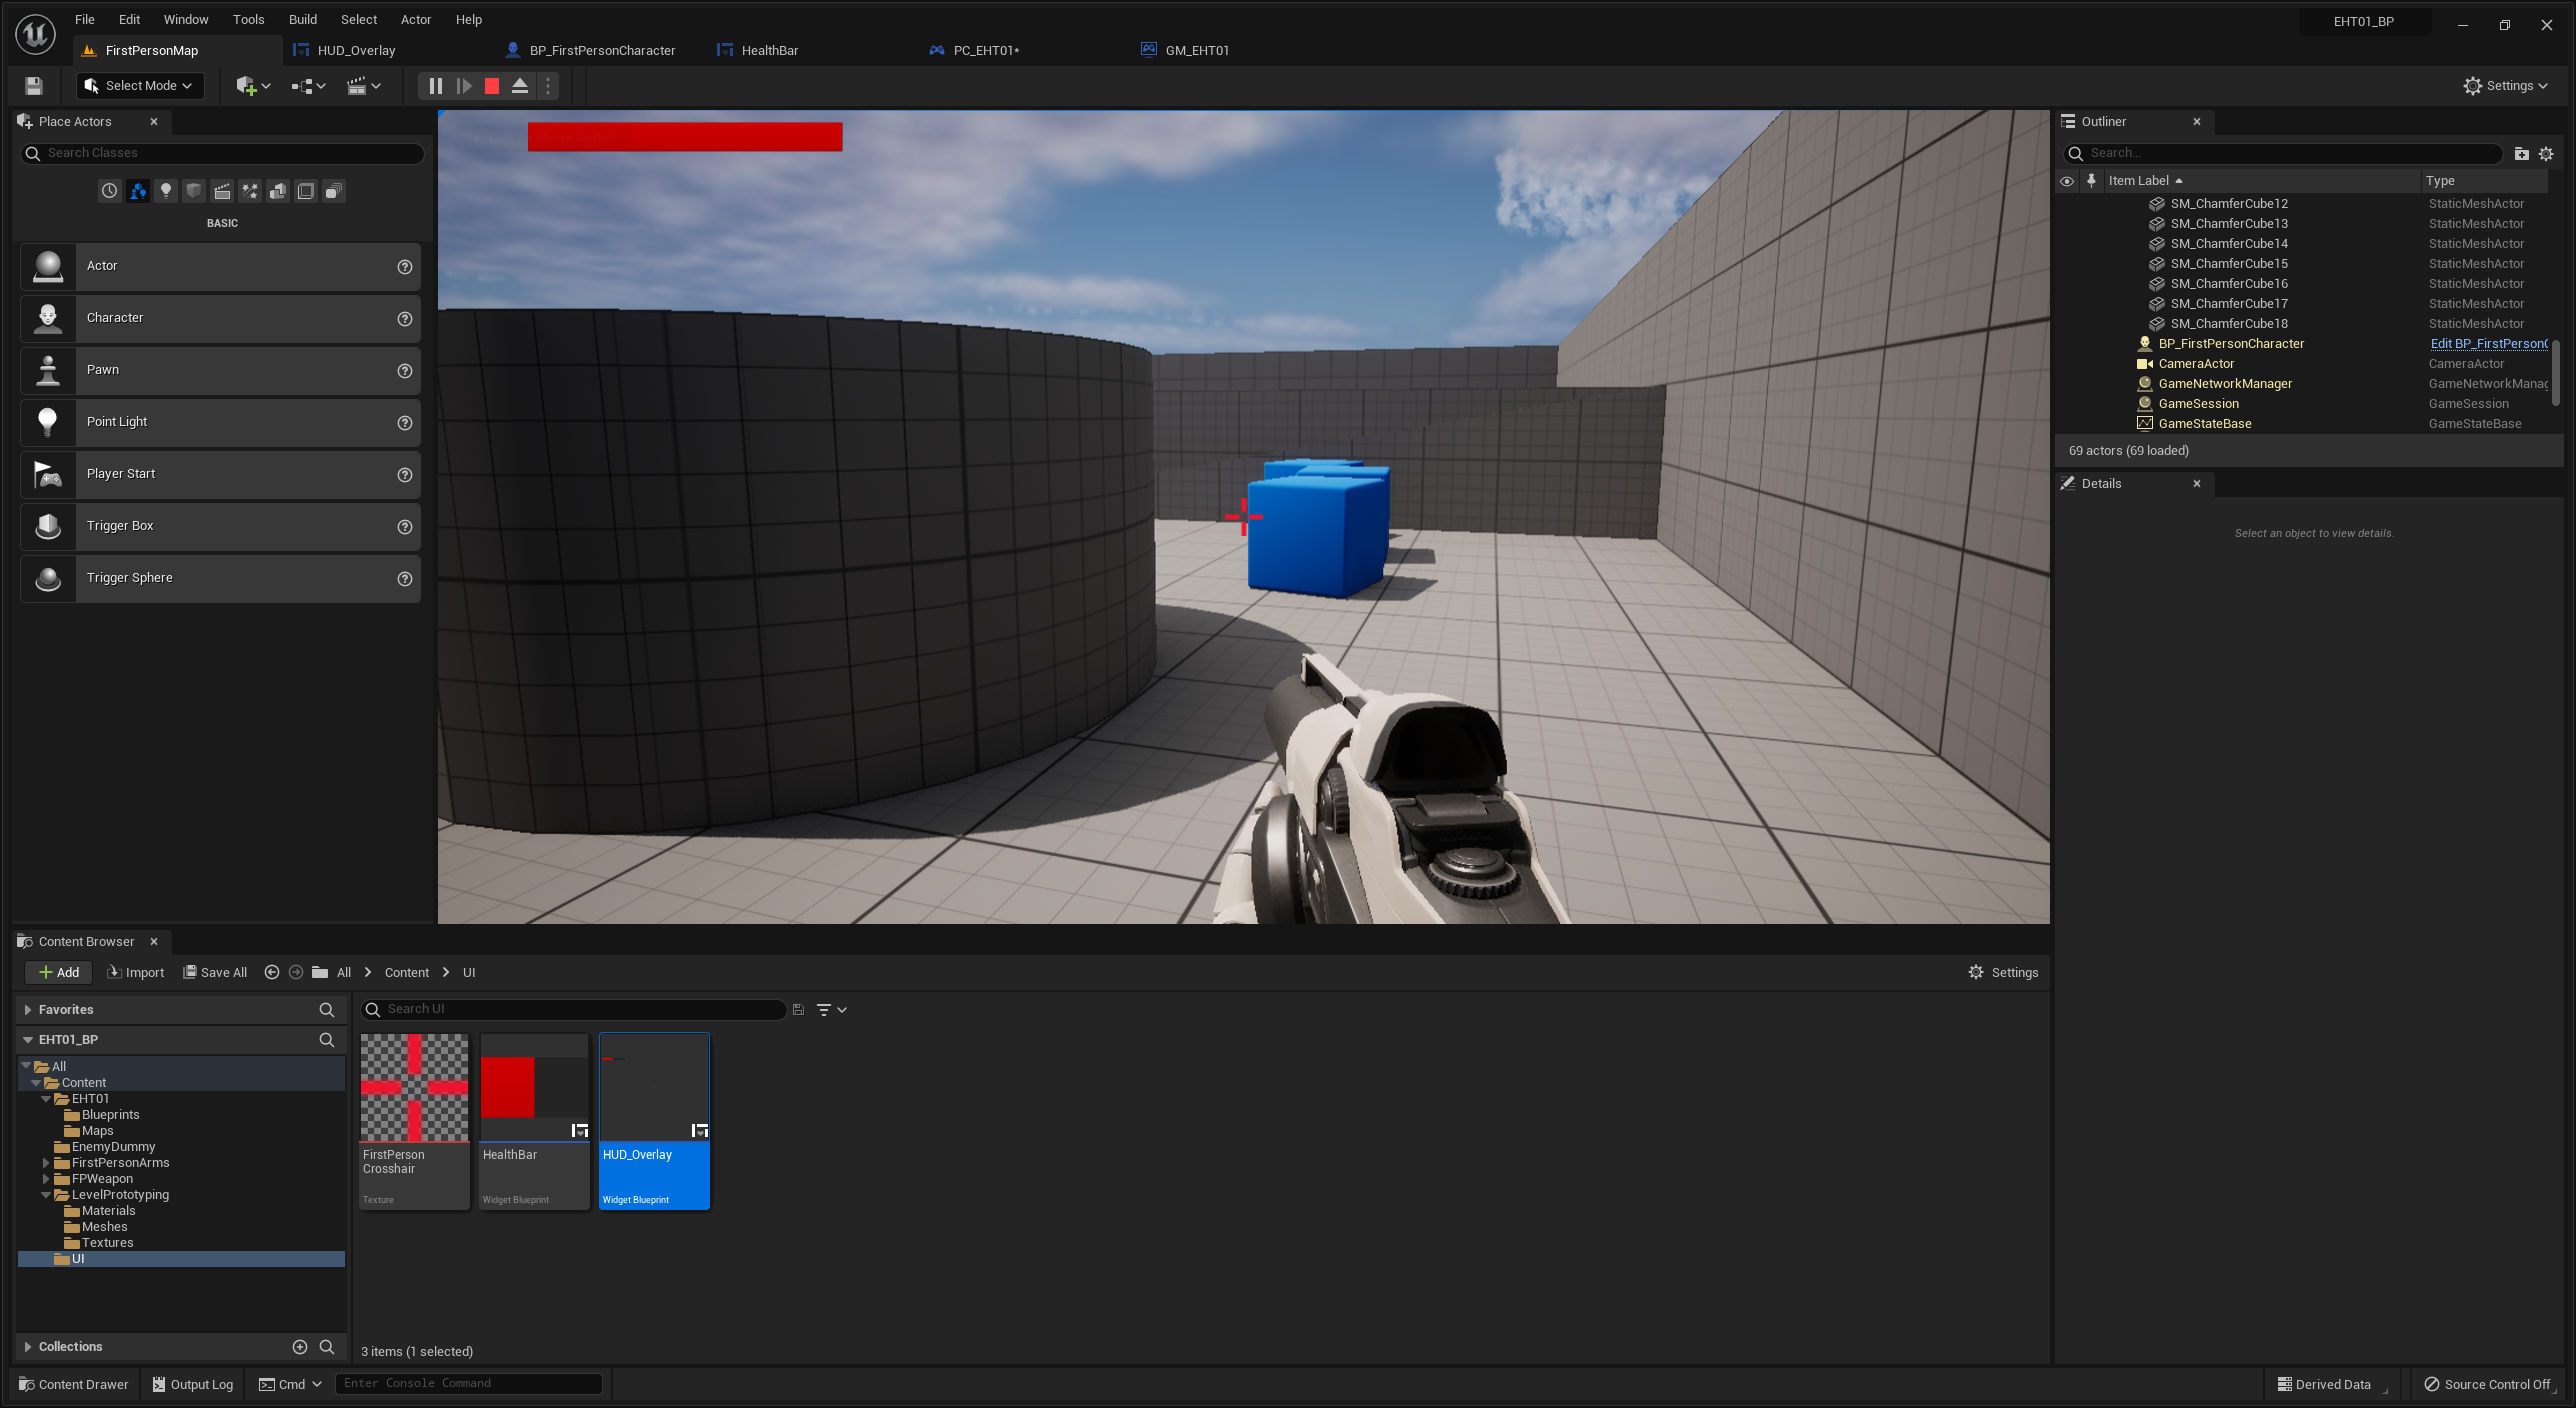 File Edit Window Tools Build Select Actor Help
EHT01_BP
FirstPersonMap HUD_Overlay BP_FirstPersonCharacter HealthBar PC_EHT01* GM_EHT01
Select Mode
Settings
Place Actors
Search Classes
BASIC
Actor
Character
Pawn
Point Light
Player Start
Trigger Box
Trigger Sphere
Outliner
Search...
Item Label Type
SM_ChamferCube12 StaticMeshActor
SM_ChamferCube13 StaticMeshActor
SM_ChamferCube14 StaticMeshActor
SM_ChamferCube15 StaticMeshActor
SM_ChamferCube16 StaticMeshActor
SM_ChamferCube17 StaticMeshActor
SM_ChamferCube18 StaticMeshActor
BP_FirstPersonCharacter Edit BP_FirstPerson
CameraActor CameraActor
GameNetworkManager GameNetworkManag
GameSession GameSession
GameStateBase GameStateBase
69 actors (69 loaded)
Details
Select an object to view details.
Content Browser
Add Import Save All All Content UI
Settings
Favorites
EHT01_BP
All
Content
EHT01
Blueprints
Maps
EnemyDummy
FirstPersonArms
FPWeapon
LevelPrototyping
Materials
Meshes
Textures
UI
Collections
Search UI
FirstPerson
Crosshair
Texture
HealthBar
Widget Blueprint
HUD_Overlay
Widget Blueprint
3 items (1 selected)
Content Drawer Output Log Cmd Enter Console Command
Derived Data Source Control Off